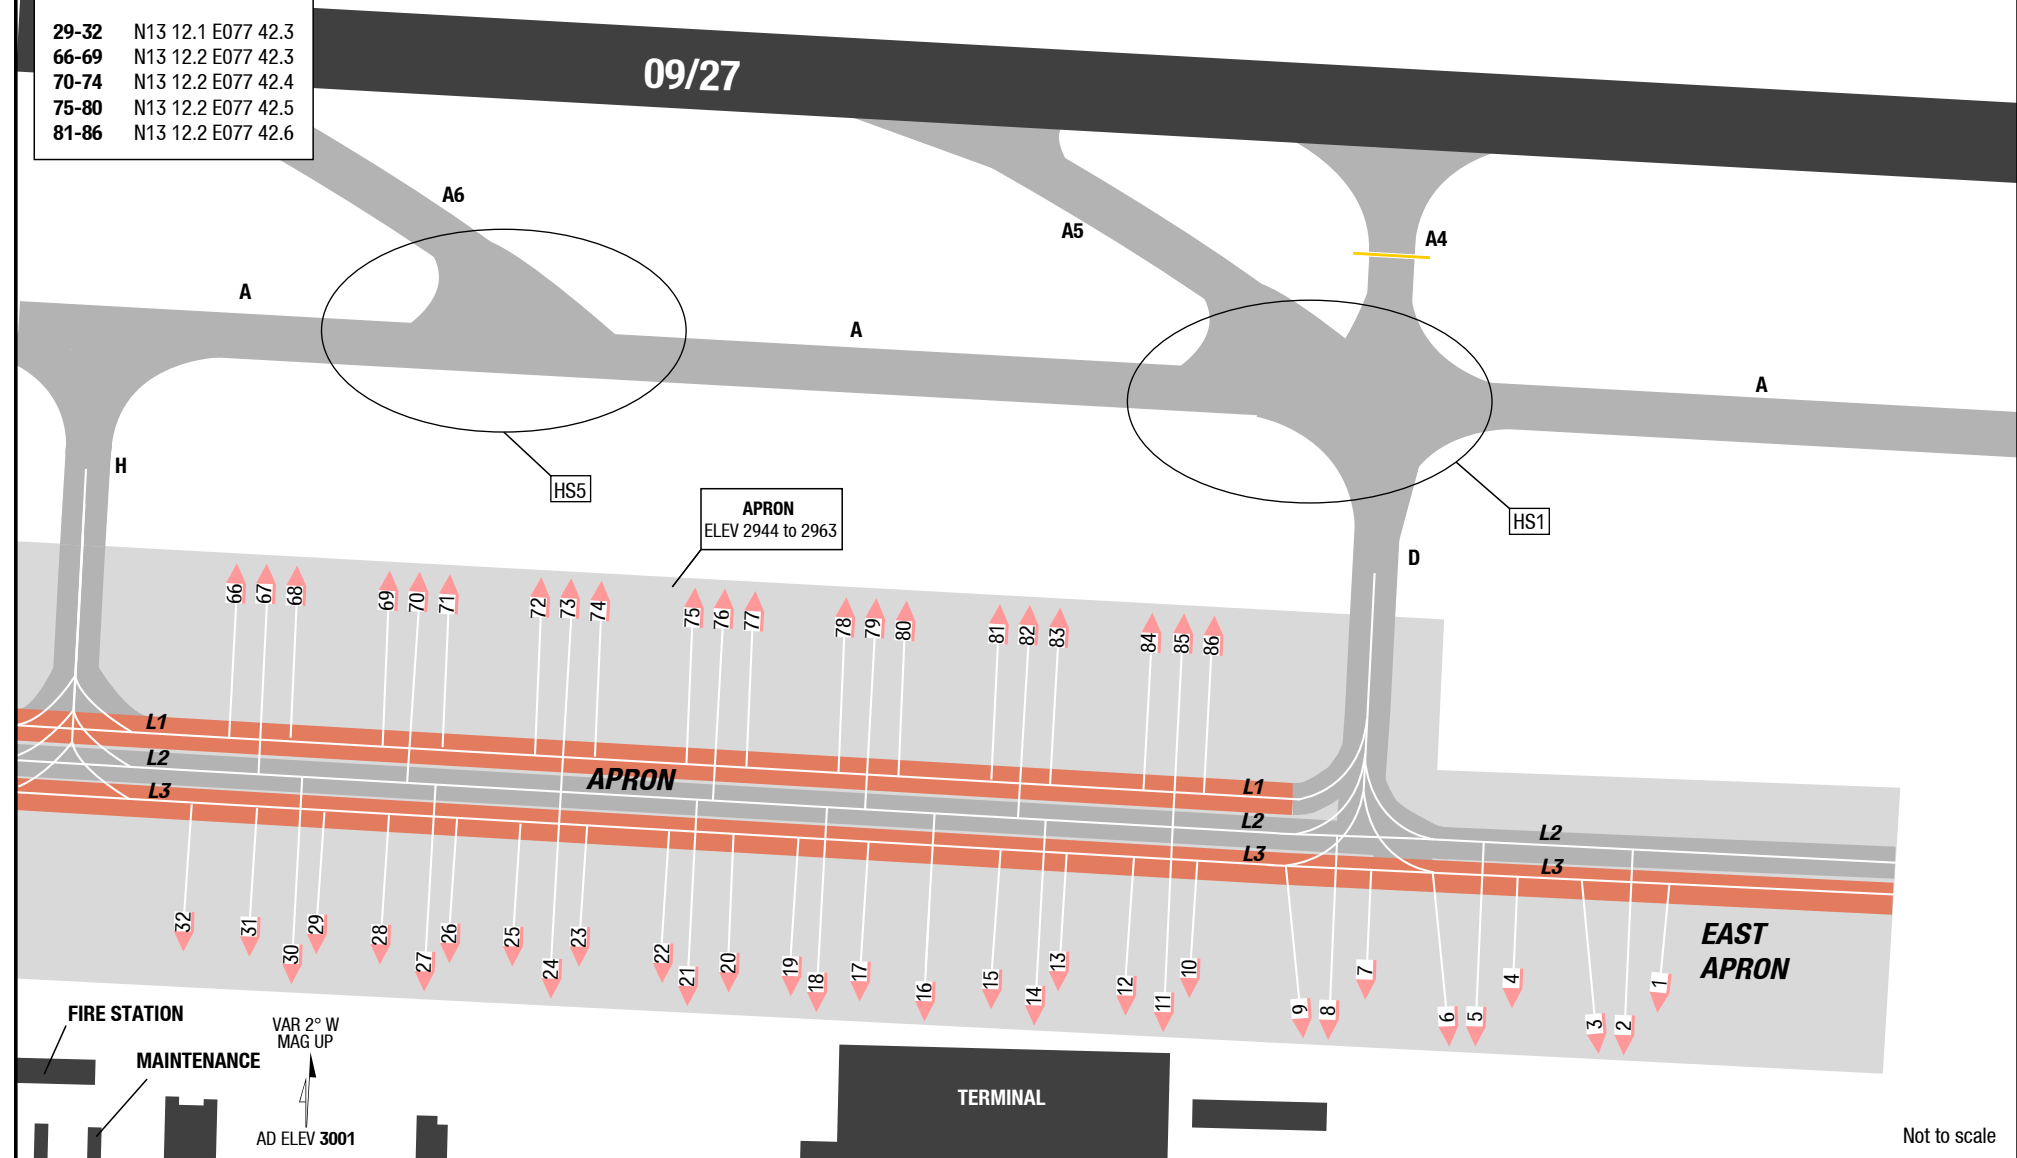 29-32 N13 12.1 E077 42.3
66-69 N13 12.2 E077 42.3
70-74 N13 12.2 E077 42.4
75-80 N13 12.2 E077 42.5
81-86 N13 12.2 E077 42.6
09/27
A6
A5
A4
A
A
A
H
HS5
APRON
ELEV 2944 to 2963
HS1
D
66 67 68 69 70 71 72 73 74 75 76 77 78 79 80 81 82 83 84 85 86
L1
L2
L3
APRON
L1
L2
L3
L2
L3
32 31 30 29 28 27 26 25 24 23 22 21 20 19 18 17 16 15 14 13 12 11 10 9 8 7 6 5 4 3 2 1
EAST
APRON
FIRE STATION
MAINTENANCE
VAR 2° W
MAG UP
AD ELEV 3001
TERMINAL
Not to scale